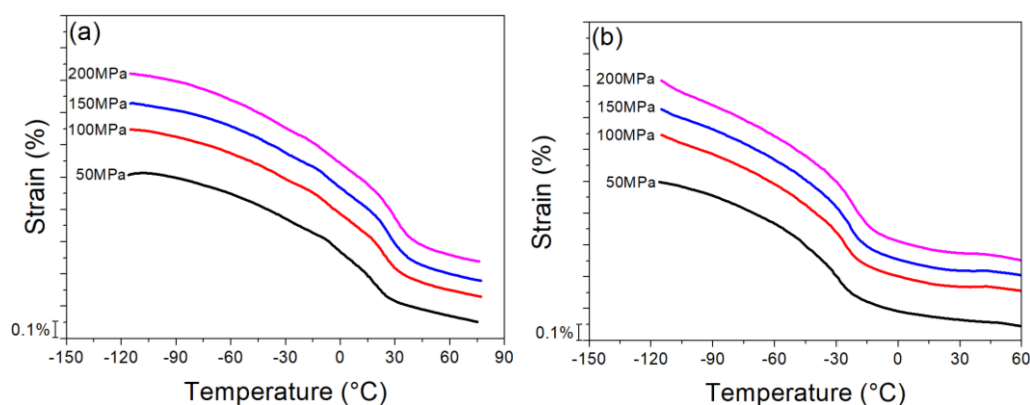 (a)
200MPa
150MPa
100MPa
50MPa
Strain (%)
0.1%
-150 -120 -90 -60 -30 0 30 60 90
Temperature (°C)
(b)
200MPa
150MPa
100MPa
50MPa
Strain (%)
0.1%
-150 -120 -90 -60 -30 0 30 60
Temperature (°C)